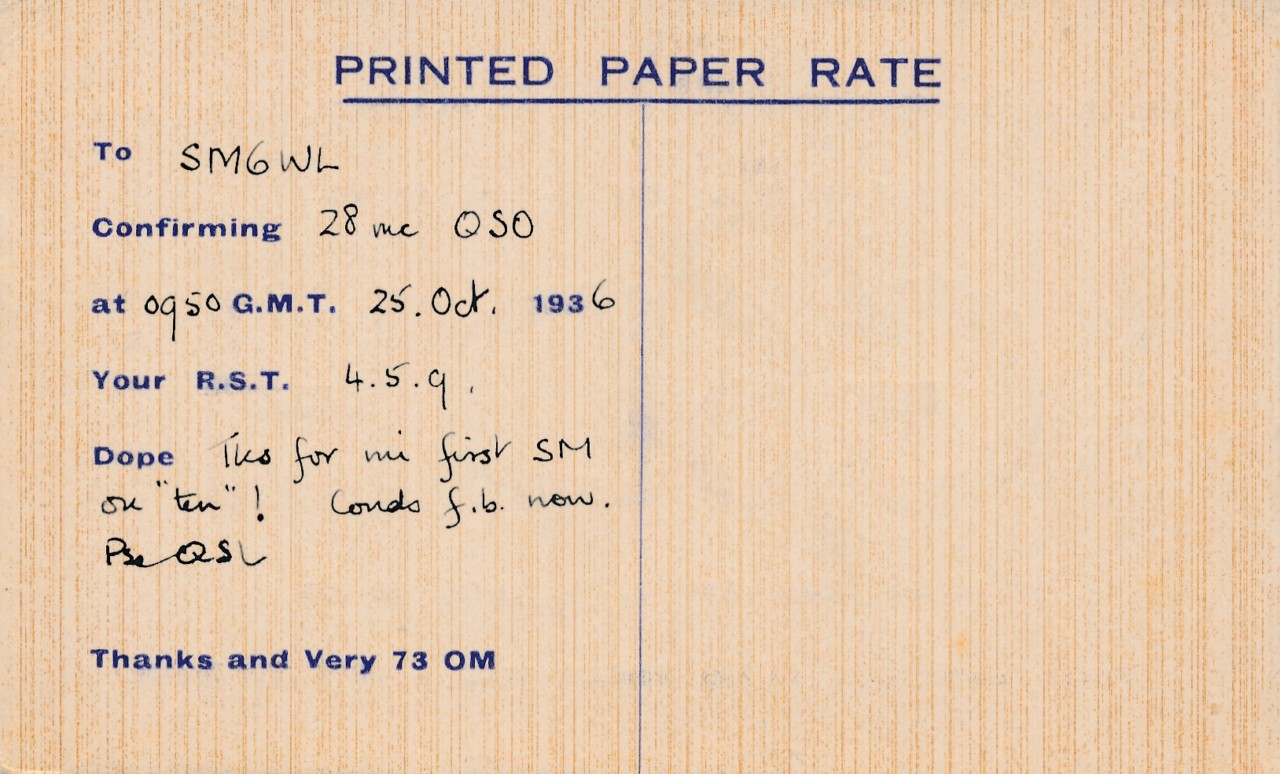 PRINTED PAPER RATE
To SM6WL
Confirming 28 mc QSO
at 0950 G.M.T. 25. Oct. 1936
Your R.S.T. 4.5.9.
Dope Tks for mi first SM
on "ten"! Conds f.b. now.
Pse QSL
Thanks and Very 73 OM